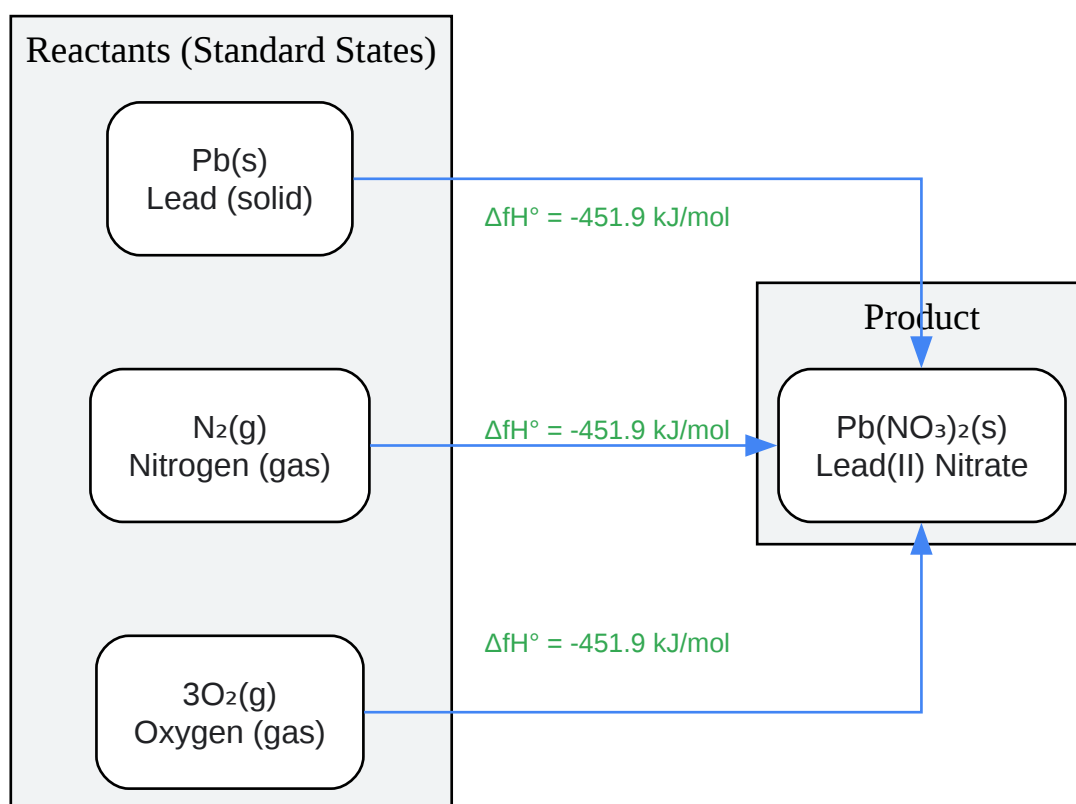 Reactants (Standard States)
Pb(s)
Lead (solid)
ΔfH° = -451.9 kJ/mol
Product
N₂(g)
Nitrogen (gas)
ΔfH° = -451.9 kJ/mol
Pb(NO₃)₂(s)
Lead(II) Nitrate
ΔfH° = -451.9 kJ/mol
3O₂(g)
Oxygen (gas)